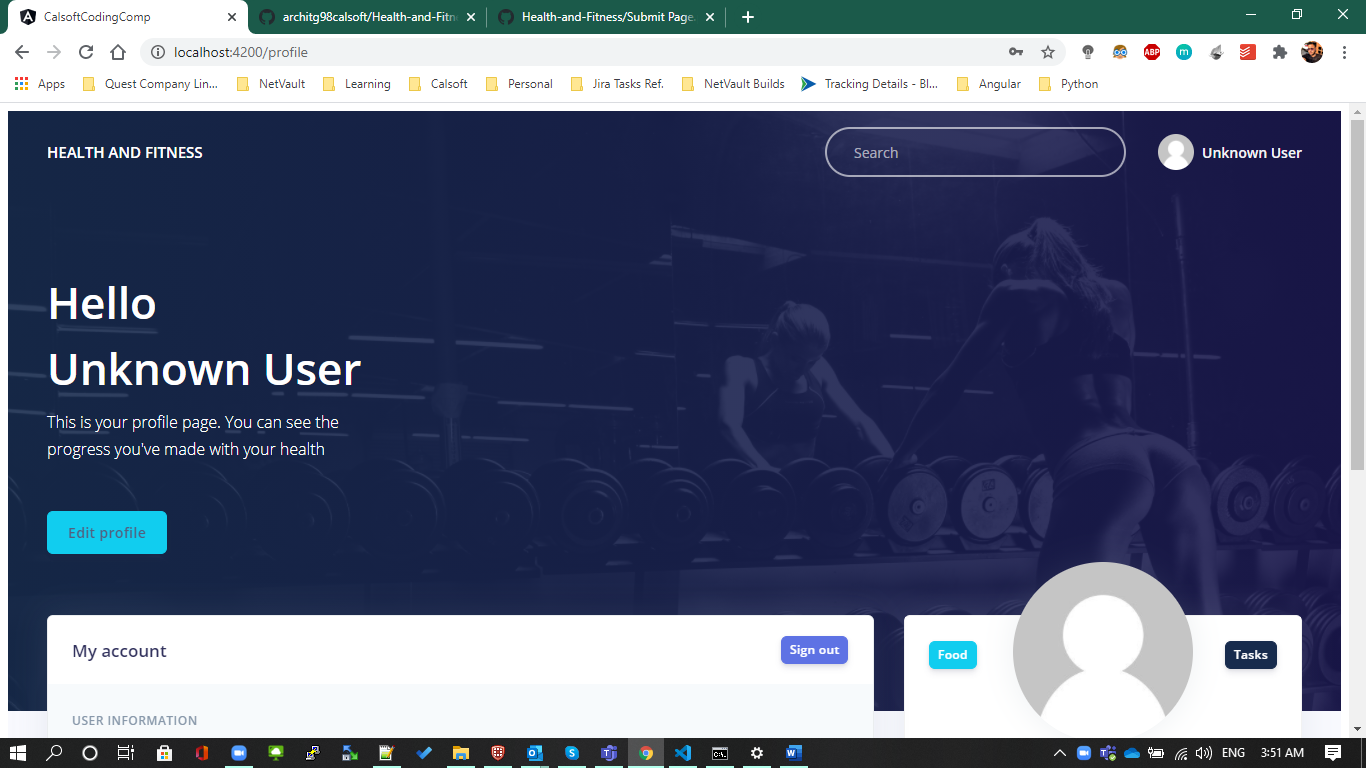 CalsoftCodingComp
architg98calsoft/Health-and-Fitn
Health-and-Fitness/Submit Page.
localhost:4200/profile
ABP
m
Apps
Quest Company Lin...
NetVault
Learning
Calsoft
Personal
Jira Tasks Ref.
NetVault Builds
Tracking Details - Bl...
Angular
Python
HEALTH AND FITNESS
Search
Unknown User
Hello
Unknown User
This is your profile page. You can see the
progress you've made with your health
Edit profile
My account
Sign out
Food
Tasks
USER INFORMATION
ENG
3:51 AM